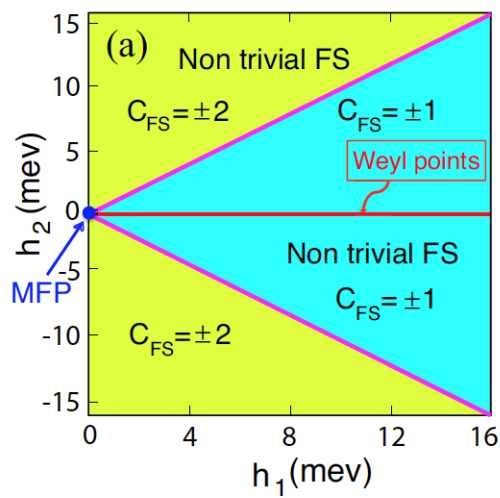 (a)
Non trivial FS
C_FS=±2
C_FS=±1
Weyl points
MFP
Non trivial FS
C_FS=±1
C_FS=±2
15
10
5
0
-5
-10
-15
h_2(mev)
0
4
8
12
16
h_1(mev)